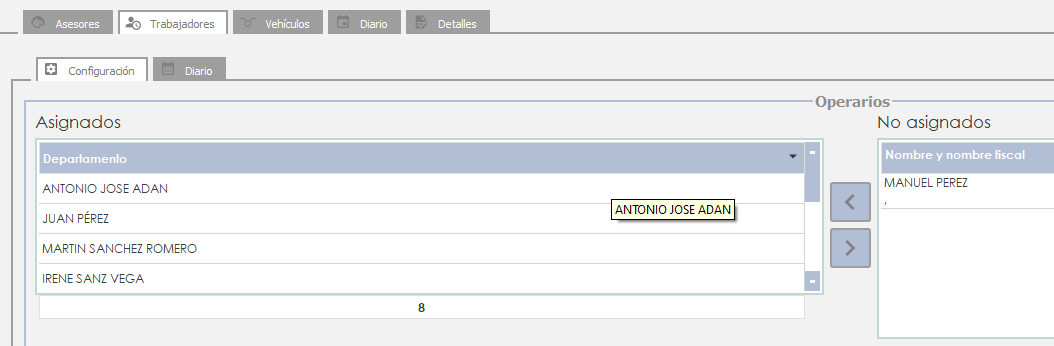 Asesores Trabajadores Vehículos Diario Detalles
Configuración Diario
Operarios
Asignados
No asignados
Departamento
Nombre y nombre fiscal
ANTONIO JOSE ADAN
MANUEL PEREZ
,
ANTONIO JOSE ADAN
JUAN PÉREZ
MARTIN SANCHEZ ROMERO
IRENE SANZ VEGA
8